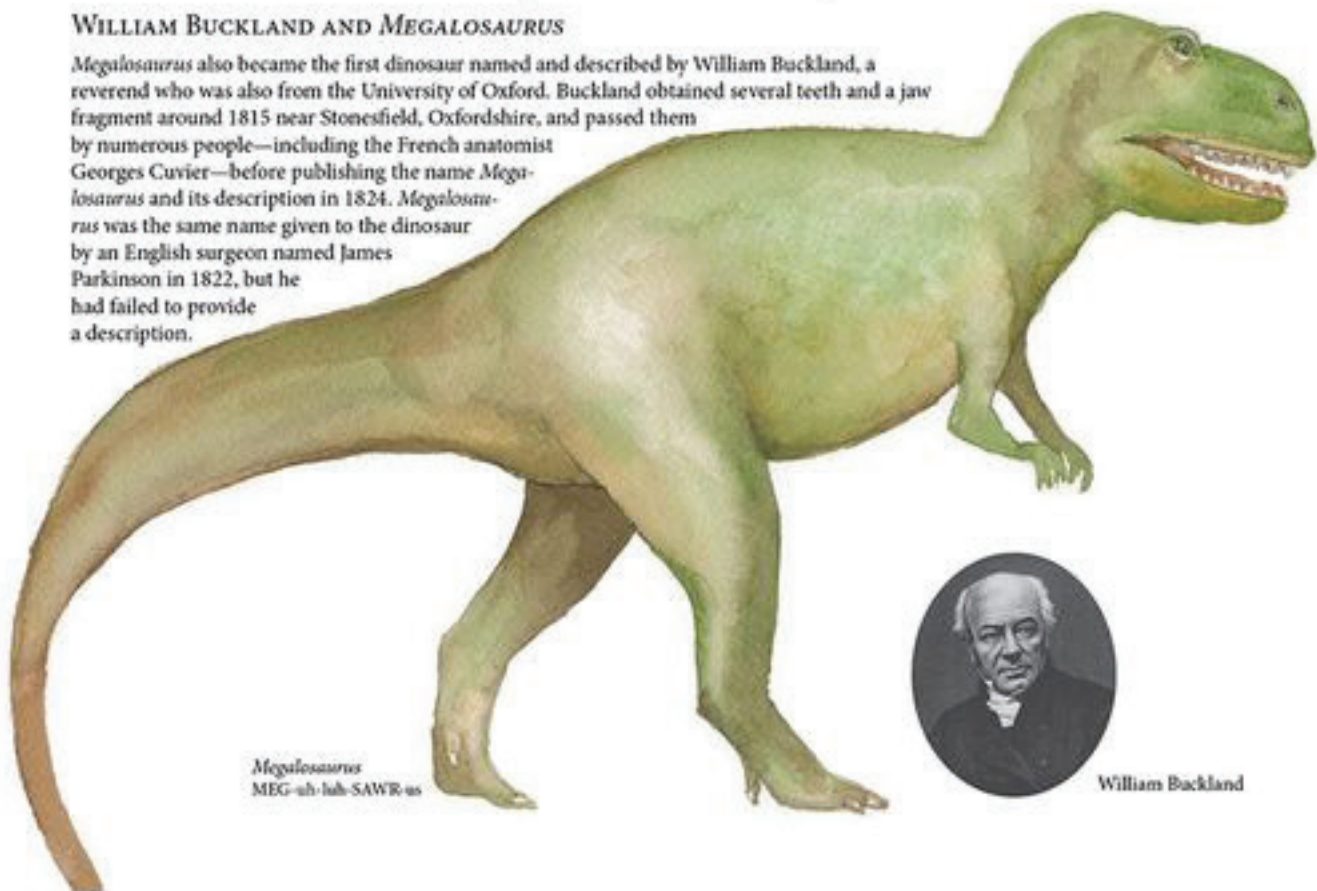 WILLIAM BUCKLAND AND MEGALOSAURUS
Megalosaurus also became the first dinosaur named and described by William Buckland, a
reverend who was also from the University of Oxford. Buckland obtained several teeth and a jaw
fragment around 1815 near Stonesfield, Oxfordshire, and passed them
by numerous people—including the French anatomist
Georges Cuvier—before publishing the name Mega-
losaurus and its description in 1824. Megalosau-
rus was the same name given to the dinosaur
by an English surgeon named James
Parkinson in 1822, but he
had failed to provide
a description.
Megalosaurus
MEG-uh-luh-SAWR-us
William Buckland